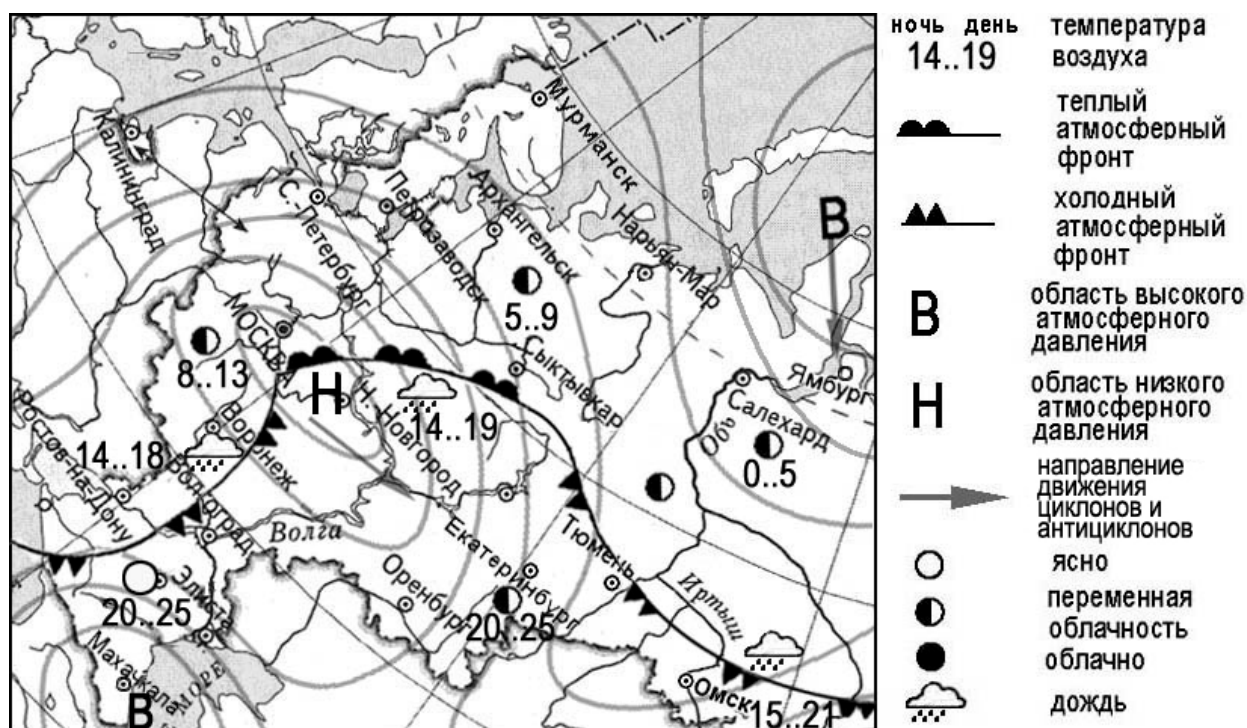 Калининград
С.-Петербург
Петрозаводск
Архангельск
Мурманск
Нарьян-Мар
В
5..9
МОСКВА
8..13
Н
Н. Новгород
14..19
Сыктывкар
Ямбург
Салехард
Обь
0..5
Ростов-на-Дону
14..18
Воронеж
Волгоград
Волга
Екатеринбург
Тюмень
Иртыш
Оренбург
20..25
Элиста
20..25
Махачкала
МОРЕ
В
Омск
15..21
ночь день
14..19
температура
воздуха
теплый
атмосферный
фронт
холодный
атмосферный
фронт
В
область высокого
атмосферного
давления
Н
область низкого
атмосферного
давления
направление
движения
циклонов и
антициклонов
ясно
переменная
облачность
облачно
дождь